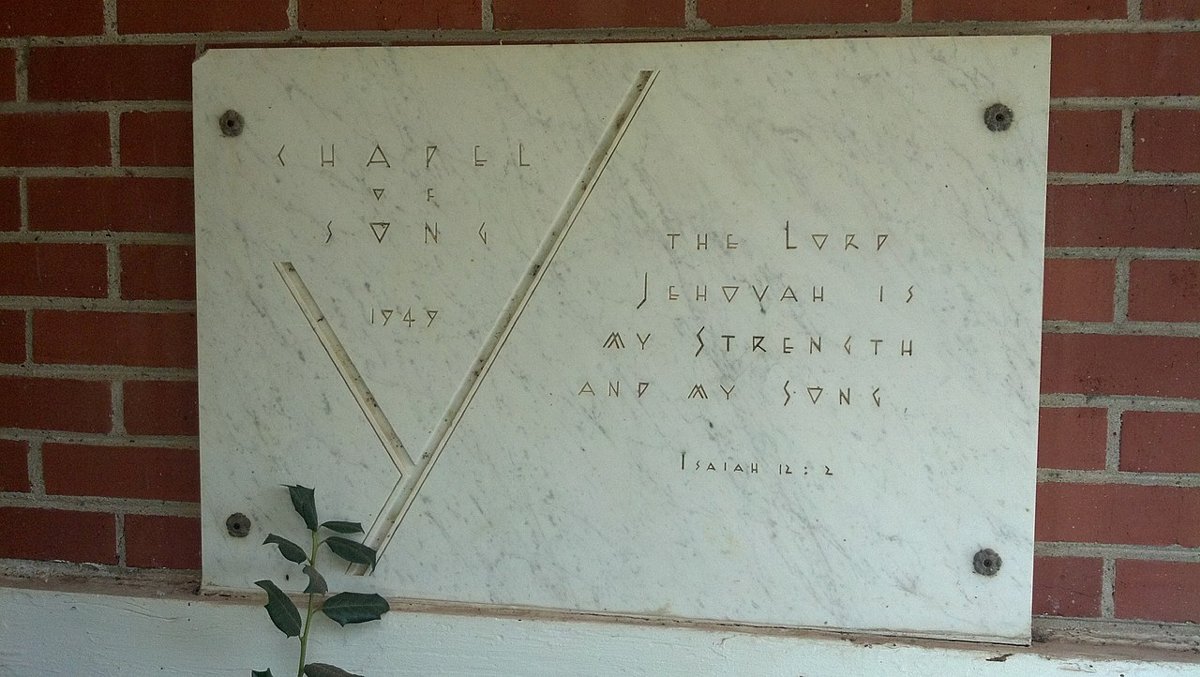 CHAPEL
OF
SONG
1949
Y
THE LORD
JEHOVAH IS
MY STRENGTH
AND MY SONG
ISAIAH 12:2